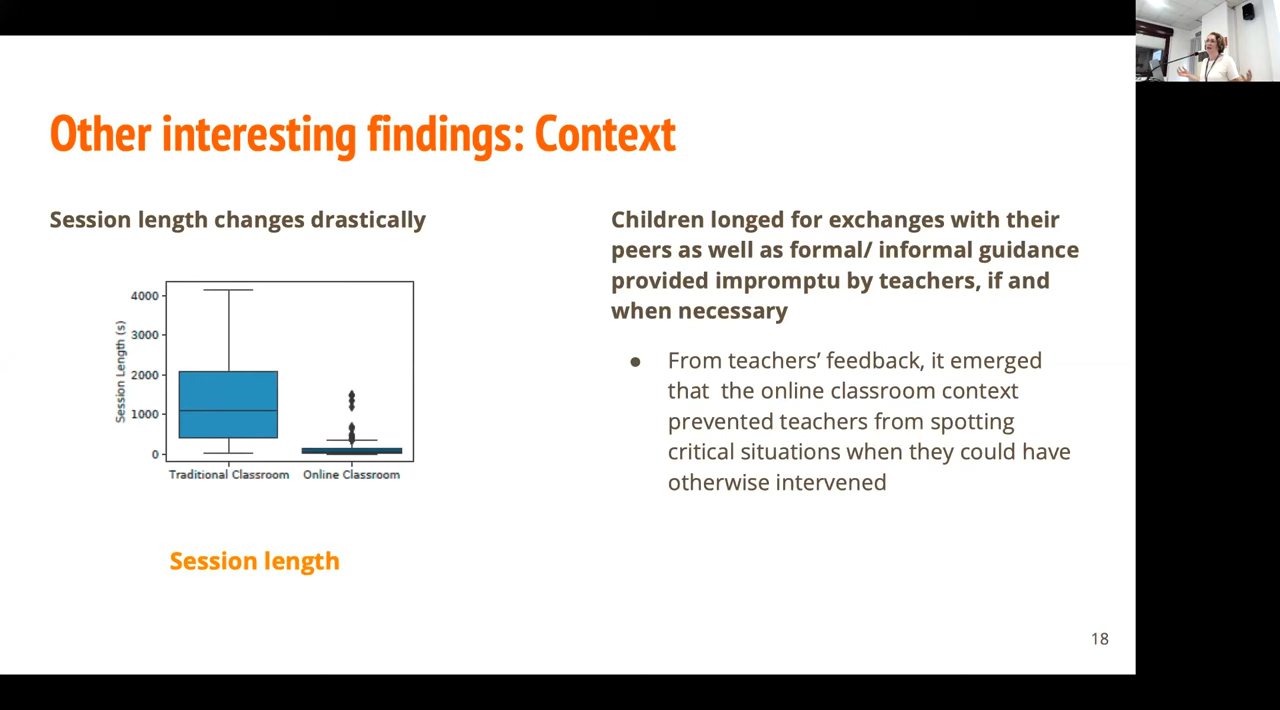 Other interesting findings: Context
Session length changes drastically
4000
3000
2000
1000
0
Session Length (s)
Traditional Classroom
Online Classroom
Session length
Children longed for exchanges with their
peers as well as formal/ informal guidance
provided impromptu by teachers, if and
when necessary
● From teachers’ feedback, it emerged
that the online classroom context
prevented teachers from spotting
critical situations when they could have
otherwise intervened
18